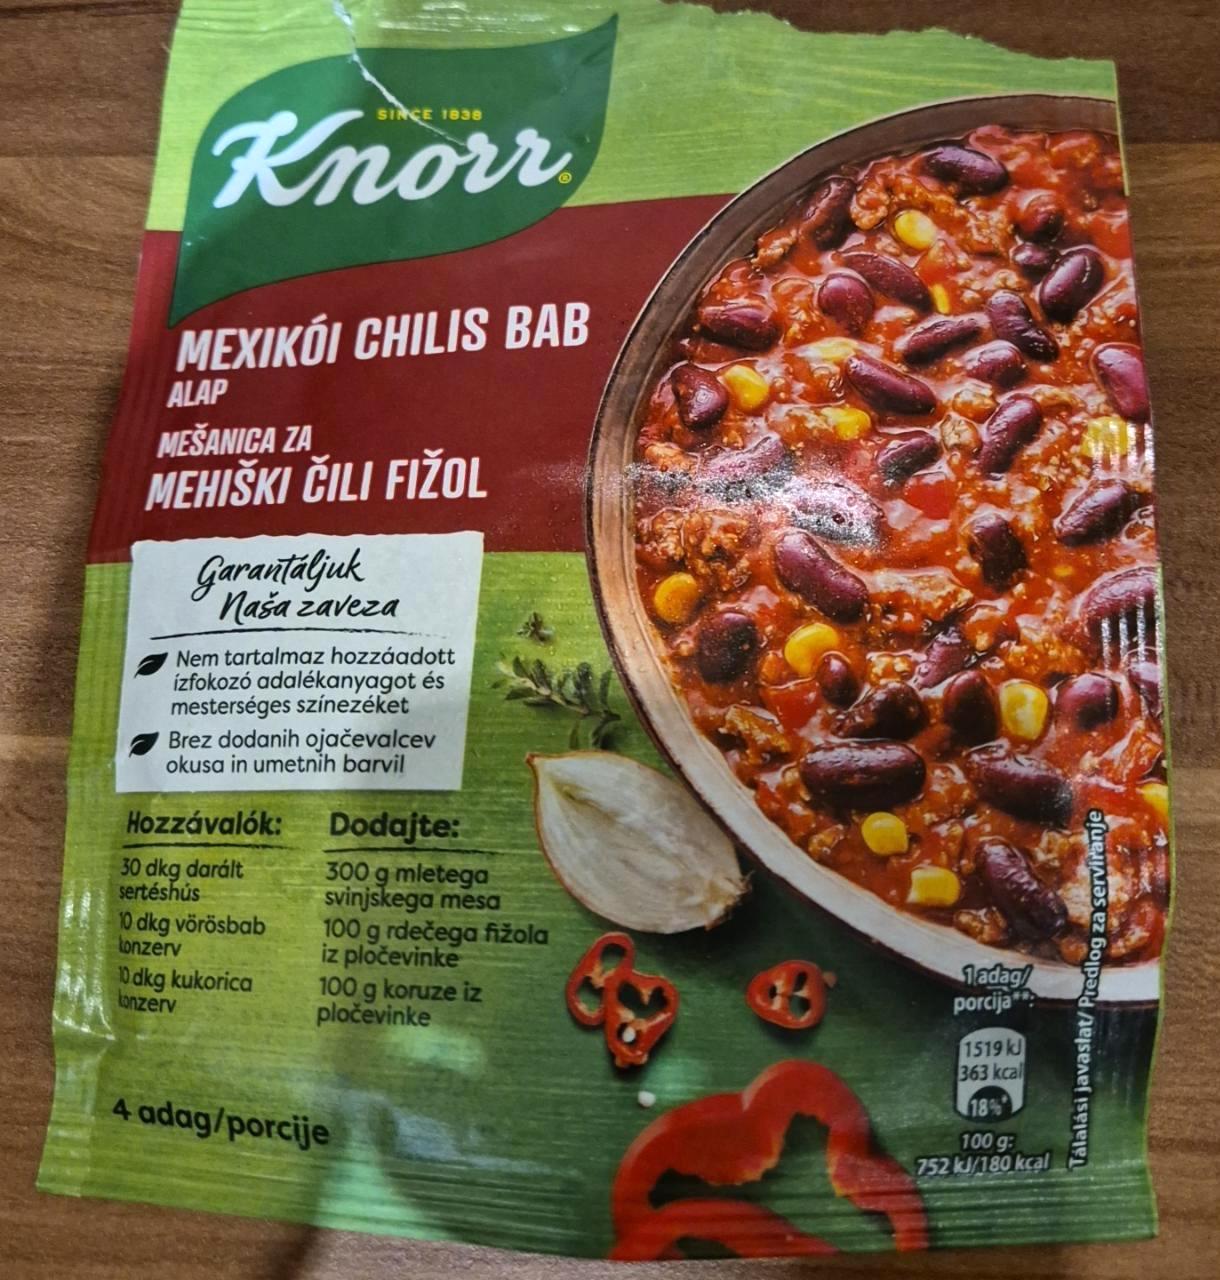 SINCE 1838
Knorr®
MEXIKÓI CHILIS BAB
ALAP
MEŠANICA ZA
MEHIŠKI ČILI FIŽOL
Garantáljuk
Naša zaveza
Nem tartalmaz hozzáadott
ízfokozó adalékanyagot és
mesterséges színezéket
Brez dodanih ojačevalcev
okusa in umetnih barvil
Hozzávalók:
30 dkg darált
sertéshús
10 dkg vörösbab
konzerv
10 dkg kukorica
konzerv
Dodajte:
300 g mletega
svinjskega mesa
100 g rdečega fižola
iz pločevinke
100 g koruze iz
pločevinke
4 adag/porcije
1 adag/
porcija**:
1519 kJ
363 kcal
18%*
100 g:
752 kJ/180 kcal
Tálalási javaslat/ Predlog za serviranje